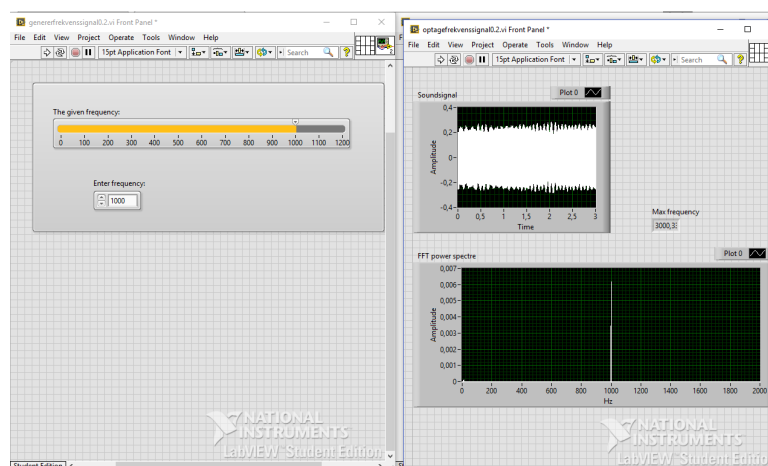 genererfrekvenssignal0.2.vi Front Panel *
File Edit View Project Operate Tools Window Help
15pt Application Font
Search
The given frequency:
0 100 200 300 400 500 600 700 800 900 1000 1100 1200
Enter frequency:
1000
NATIONAL
INSTRUMENTS
LabVIEW Student Edition
Student Edition
optagefrekvenssignal0.2.vi Front Panel *
File Edit View Project Operate Tools Window Help
15pt Application Font
Search
Soundsignal
Plot 0
Amplitude
0,4
0,2
0
-0,2
-0,4
0 0,5 1 1,5 2 2,5 3
Time
Max frequency
3000,3
FFT power spectre
Plot 0
Amplitude
0,007
0,006
0,005
0,004
0,003
0,002
0,001
0
0 200 400 600 800 1000 1200 1400 1600 1800 2000
Hz
NATIONAL
INSTRUMENTS
LabVIEW Student Edition